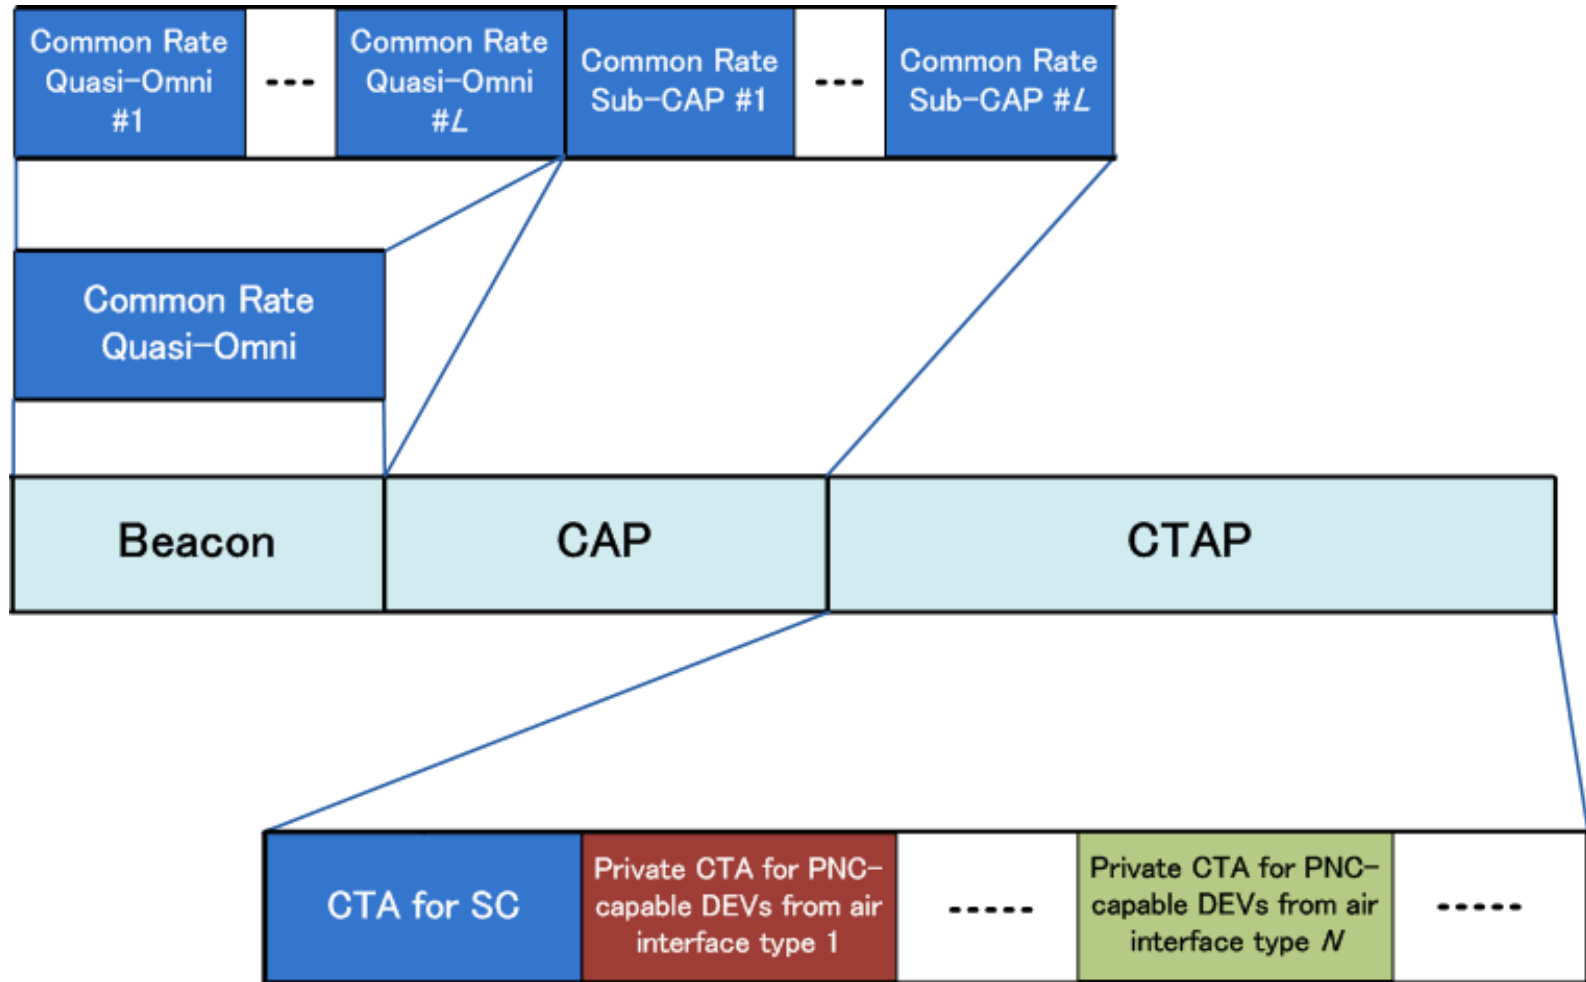 Common Rate
Quasi-Omni
#1
---
Common Rate
Quasi-Omni
#L
Common Rate
Sub-CAP #1
---
Common Rate
Sub-CAP #L
Common Rate
Quasi-Omni
Beacon
CAP
CTAP
CTA for SC
Private CTA for PNC-
capable DEVs from air
interface type 1
-----
Private CTA for PNC-
capable DEVs from air
interface type N
-----